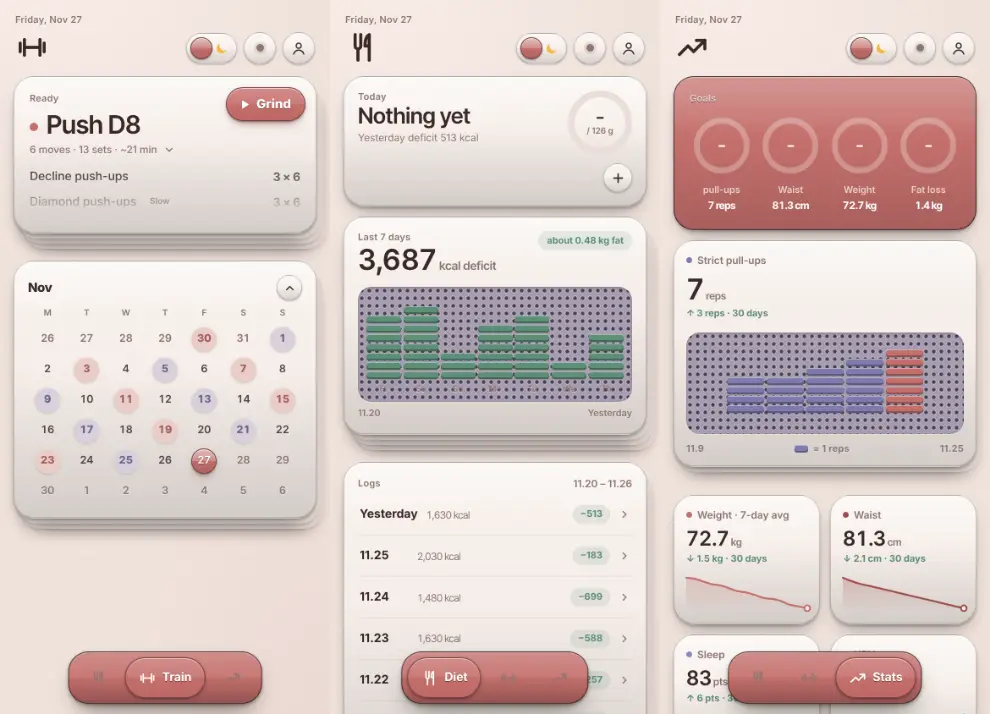 Friday, Nov 27
Ready
Grind
Push D8
6 moves · 13 sets · ~21 min
Decline push-ups 3 × 6
Diamond push-ups Slow 3 × 6
Nov
M T W T F S S
26 27 28 29 30 31 1
2 3 4 5 6 7 8
9 10 11 12 13 14 15
16 17 18 19 20 21 22
23 24 25 26 27 28 29
30 1 2 3 4 5 6
Train
Friday, Nov 27
Today
Nothing yet
Yesterday deficit 513 kcal
-
/ 126 g
+
Last 7 days
about 0.48 kg fat
3,687 kcal deficit
11.20 Yesterday
Logs 11.20 – 11.26
Yesterday 1,630 kcal −513
11.25 2,030 kcal −183
11.24 1,480 kcal −699
11.23 1,630 kcal −588
11.22 257
Diet
Friday, Nov 27
Goals
- - - -
pull-ups Waist Weight Fat loss
7 reps 81.3 cm 72.7 kg 1.4 kg
Strict pull-ups
7 reps
↑ 3 reps · 30 days
11.9 = 1 reps 11.25
Weight · 7-day avg
72.7 kg
↓ 1.5 kg · 30 days
Waist
81.3 cm
↓ 2.1 cm · 30 days
Sleep
83 pts
↑ 6 pts · 3
Stats